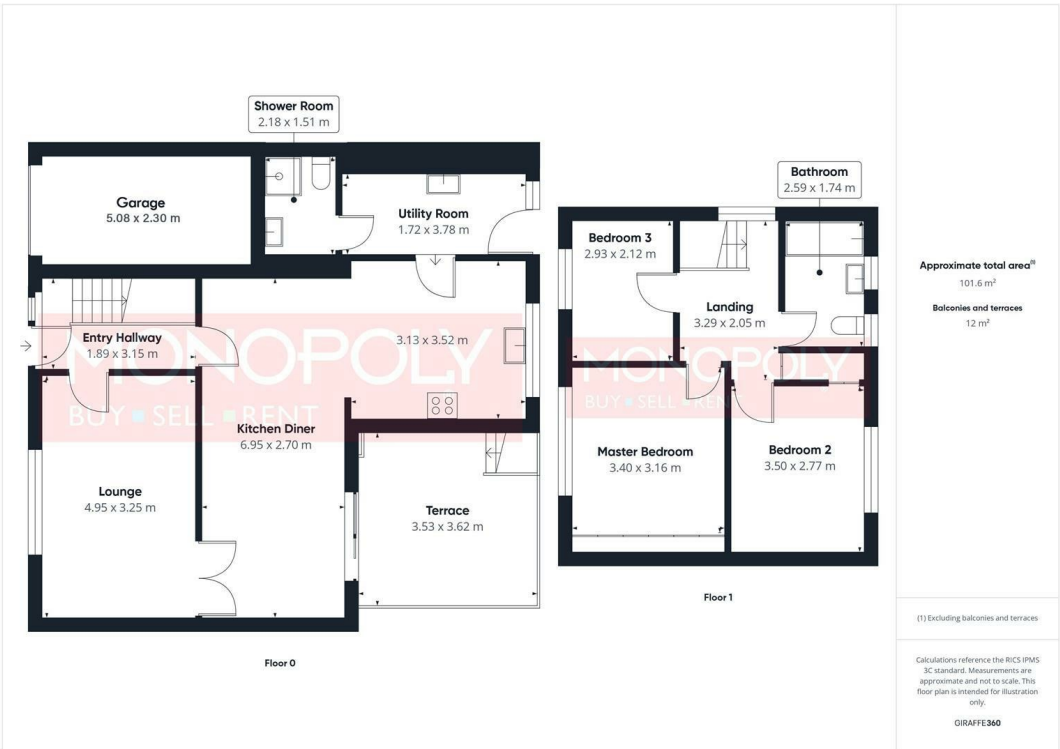 Shower Room
2.18 x 1.51 m
Garage
5.08 x 2.30 m
Utility Room
1.72 x 3.78 m
Entry Hallway
1.89 x 3.15 m
3.13 x 3.52 m
MONOPOLY
BUY SELL RENT
Kitchen Diner
6.95 x 2.70 m
Lounge
4.95 x 3.25 m
Terrace
3.53 x 3.62 m
Floor 0
Bathroom
2.59 x 1.74 m
Bedroom 3
2.93 x 2.12 m
Landing
3.29 x 2.05 m
MONOPOLY
BUY SELL RENT
Master Bedroom
3.40 x 3.16 m
Bedroom 2
3.50 x 2.77 m
Floor 1
Approximate total area(1)
101.6 m²
Balconies and terraces
12 m²
(1) Excluding balconies and terraces
Calculations reference the RICS IPMS
3C standard. Measurements are
approximate and not to scale. This
floor plan is intended for illustration
only.
GIRAFFE360